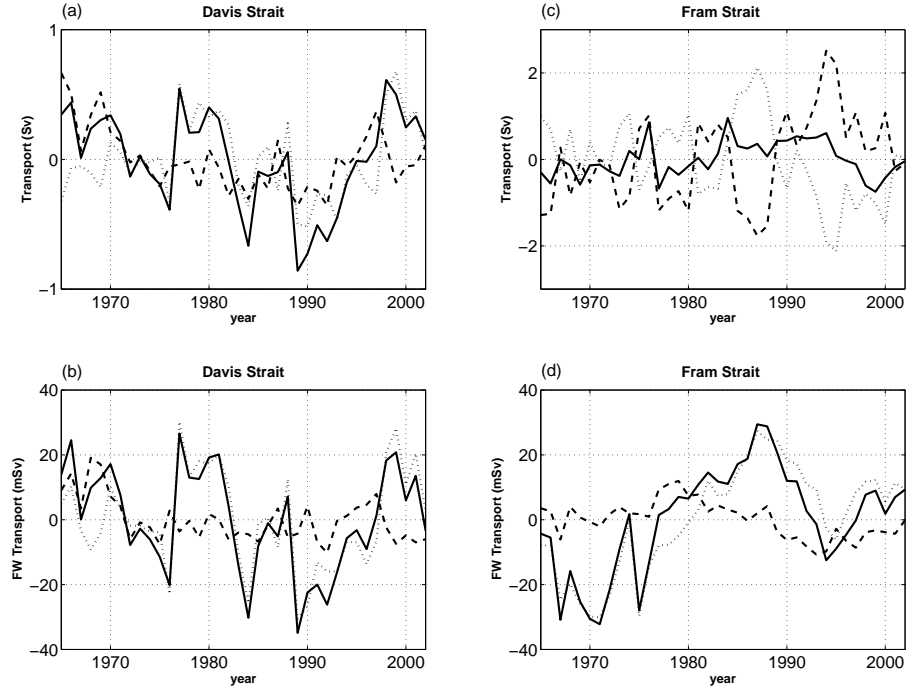 (a)
Davis Strait
Transport (Sv)
1
0
−1
1970
1980
1990
2000
year
(c)
Fram Strait
Transport (Sv)
2
0
−2
1970
1980
1990
2000
year
(b)
Davis Strait
FW Transport (mSv)
40
20
0
−20
−40
1970
1980
1990
2000
year
(d)
Fram Strait
FW Transport (mSv)
40
20
0
−20
−40
1970
1980
1990
2000
year